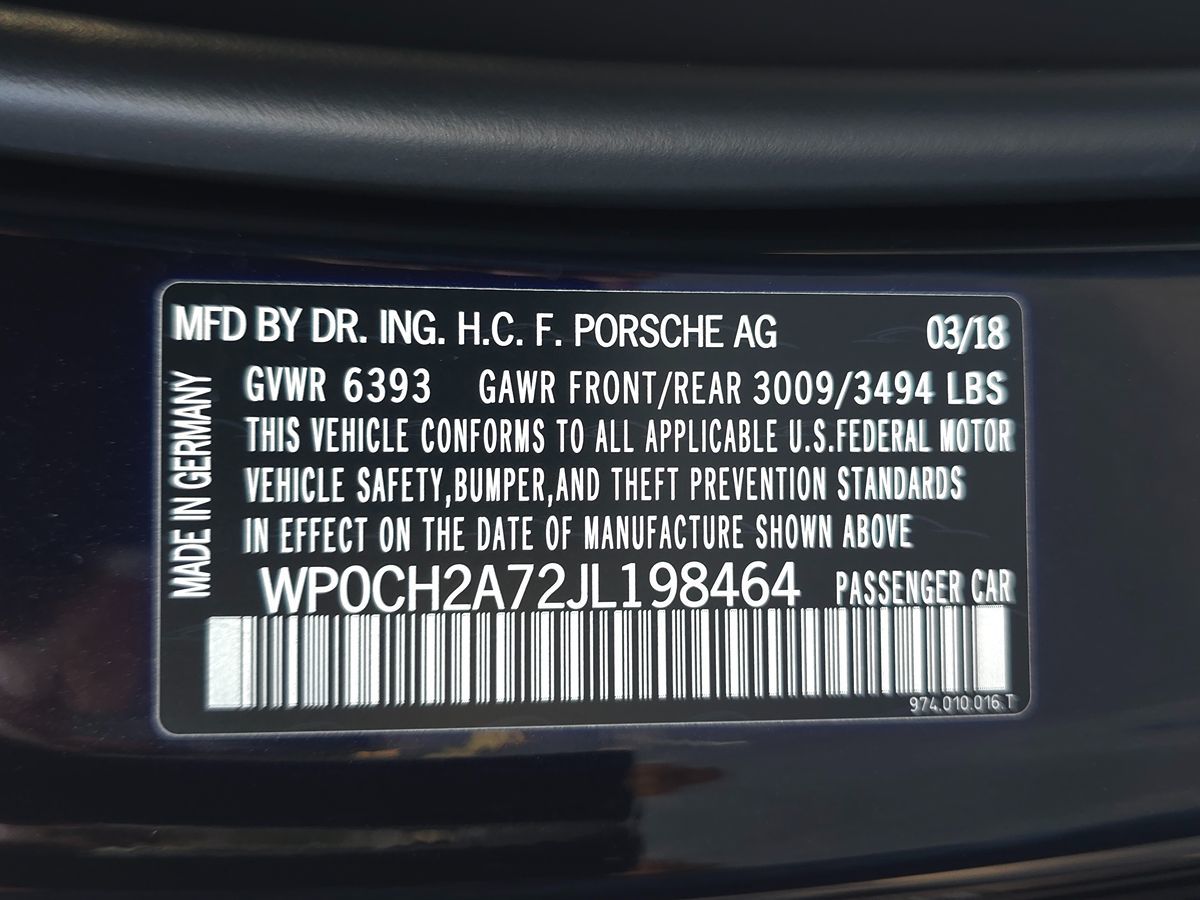 MFD BY DR. ING. H.C. F. PORSCHE AG 03/18
GVWR 6393 GAWR FRONT/REAR 3009/3494 LBS
THIS VEHICLE CONFORMS TO ALL APPLICABLE U.S.FEDERAL MOTOR
VEHICLE SAFETY,BUMPER,AND THEFT PREVENTION STANDARDS
IN EFFECT ON THE DATE OF MANUFACTURE SHOWN ABOVE
MADE IN GERMANY
WP0CH2A72JL198464 PASSENGER CAR
974.010.016.T